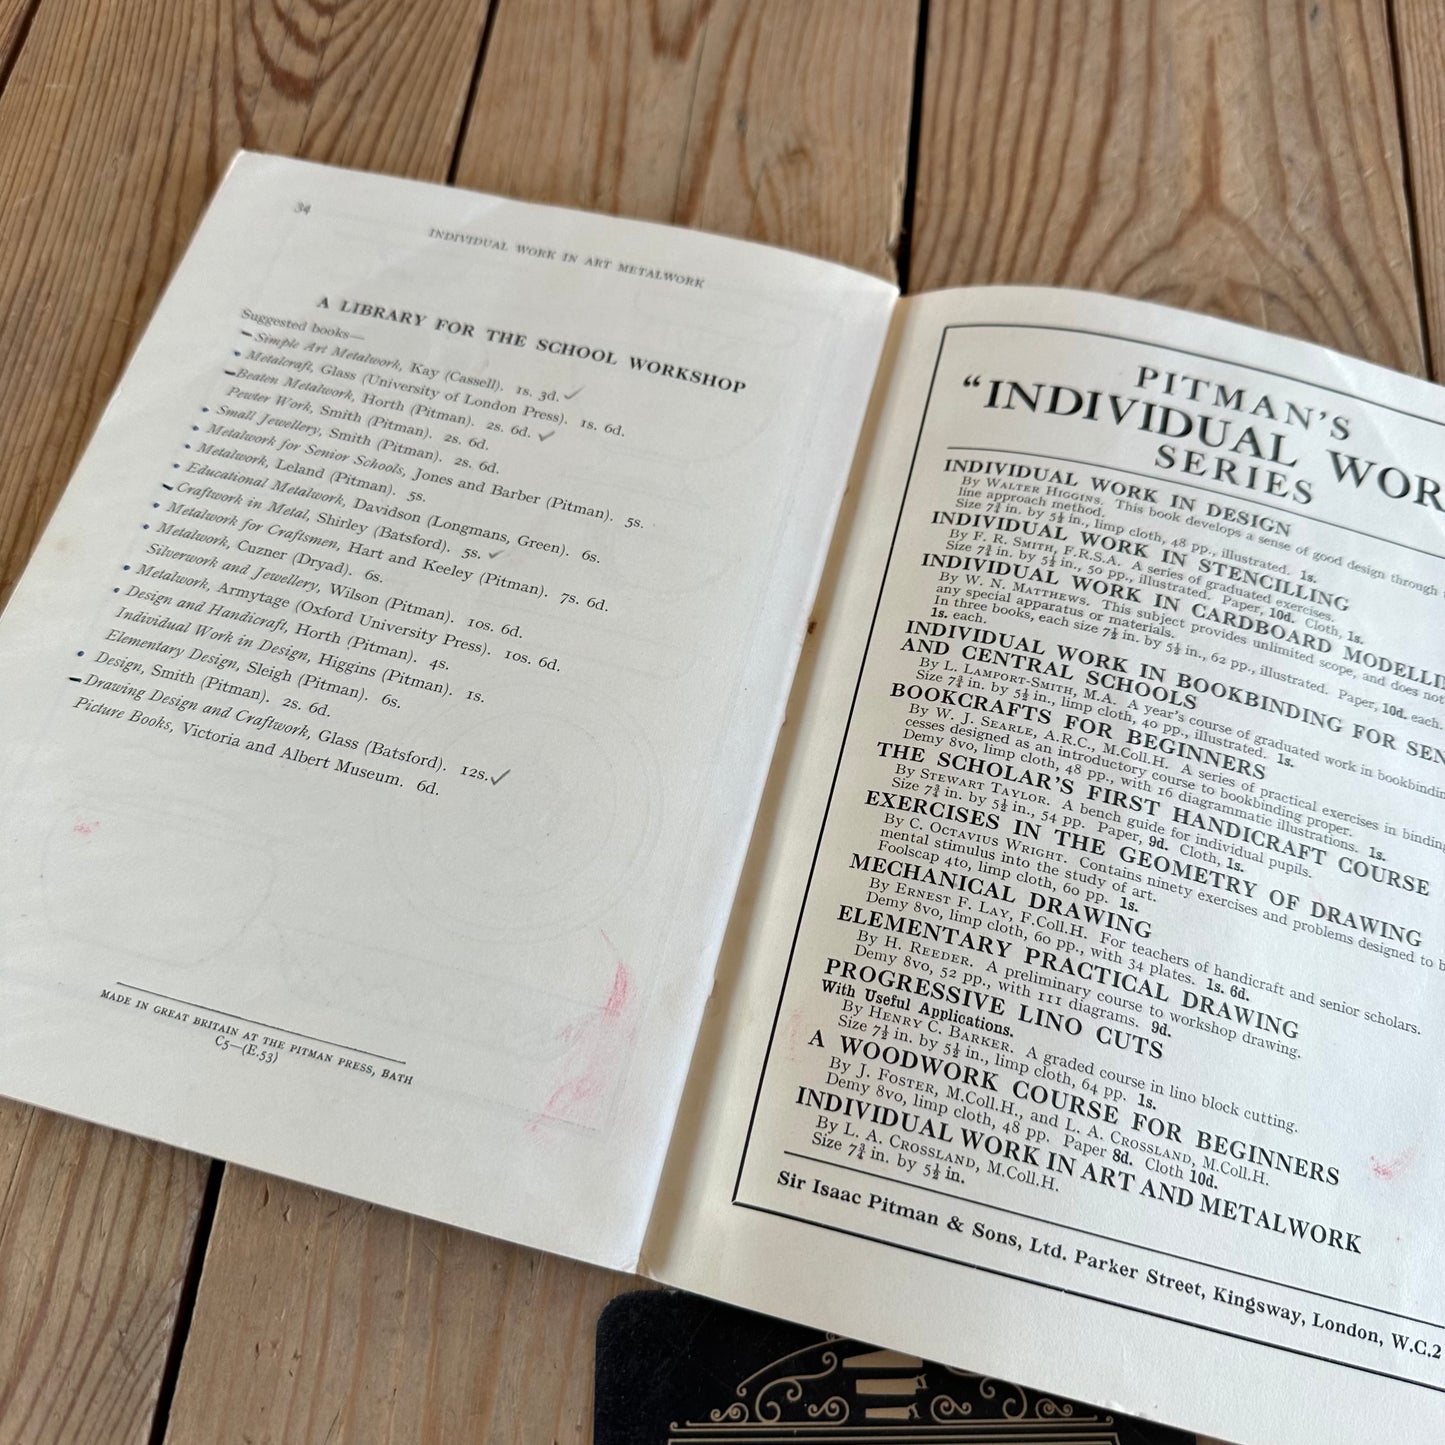 34
INDIVIDUAL WORK IN ART METALWORK
A LIBRARY FOR THE SCHOOL WORKSHOP
Suggested books—
Simple Art Metalwork, Kay (Cassell). 1s. 3d.
Metalcraft, Glass (University of London Press). 1s. 6d.
Beaten Metalwork, Horth (Pitman). 2s. 6d.
Pewter Work, Smith (Pitman). 2s. 6d.
Small Jewellery, Smith (Pitman). 2s. 6d.
Metalwork for Senior Schools, Jones and Barber (Pitman). 5s.
Metalwork, Leland (Pitman). 5s.
Educational Metalwork, Davidson (Longmans, Green). 6s.
Craftwork in Metal, Shirley (Batsford). 5s.
Metalwork for Craftsmen, Hart and Keeley (Pitman). 7s. 6d.
Metalwork, Cuzner (Dryad). 6s.
Silverwork and Jewellery, Wilson (Pitman). 10s. 6d.
Metalwork, Armytage (Oxford University Press). 10s. 6d.
Design and Handicraft, Horth (Pitman). 4s.
Individual Work in Design, Higgins (Pitman). 1s.
Elementary Design, Sleigh (Pitman). 6s.
Design, Smith (Pitman). 2s. 6d.
Drawing Design and Craftwork, Glass (Batsford). 12s.
Picture Books, Victoria and Albert Museum. 6d.
MADE IN GREAT BRITAIN AT THE PITMAN PRESS, BATH
C5—(E.53)
PITMAN'S
"INDIVIDUAL WOR
SERIES
INDIVIDUAL WORK IN DESIGN
By WALTER HIGGINS. This book develops a sense of good design through
line approach method.
Size 7¾ in. by 5½ in., limp cloth, 48 pp., illustrated. 1s.
INDIVIDUAL WORK IN STENCILLING
By F. R. SMITH, F.R.S.A. A series of graduated exercises.
Size 7¾ in. by 5½ in., 50 pp., illustrated. Paper, 10d. Cloth, 1s.
INDIVIDUAL WORK IN CARDBOARD MODELLIN
By W. N. MATTHEWS. This subject provides unlimited scope, and does not
any special apparatus or materials.
In three books, each size 7½ in. by 5½ in., 62 pp., illustrated. Paper, 10d. each.
1s. each.
INDIVIDUAL WORK IN BOOKBINDING FOR SEN
AND CENTRAL SCHOOLS
By L. LAMPORT-SMITH, M.A. A year's course of graduated work in bookbindin
Size 7¾ in. by 5½ in., limp cloth, 40 pp., illustrated. 1s.
BOOKCRAFTS FOR BEGINNERS
By W. J. SEARLE, A.R.C., M.Coll.H. A series of practical exercises in binding
cesses designed as an introductory course to bookbinding proper.
Demy 8vo, limp cloth, 48 pp., with 16 diagrammatic illustrations. 1s.
THE SCHOLAR'S FIRST HANDICRAFT COURSE
By STEWART TAYLOR. A bench guide for individual pupils.
Size 7¾ in. by 5½ in., 54 pp. Paper, 9d. Cloth, 1s.
EXERCISES IN THE GEOMETRY OF DRAWING
By C. OCTAVIUS WRIGHT. Contains ninety exercises and problems designed to b
mental stimulus into the study of art.
Foolscap 4to, limp cloth, 60 pp. 1s.
MECHANICAL DRAWING
By ERNEST F. LAY, F.Coll.H. For teachers of handicraft and senior scholars.
Demy 8vo, limp cloth, 60 pp., with 34 plates. 1s. 6d.
ELEMENTARY PRACTICAL DRAWING
By H. REEDER. A preliminary course to workshop drawing.
Demy 8vo, 52 pp., with 111 diagrams. 9d.
PROGRESSIVE LINO CUTS
With Useful Applications.
By HENRY C. BARKER. A graded course in lino block cutting.
Size 7½ in. by 5½ in., limp cloth, 64 pp. 1s.
A WOODWORK COURSE FOR BEGINNERS
By J. FOSTER, M.Coll.H., and L. A. CROSSLAND, M.Coll.H.
Demy 8vo, limp cloth, 48 pp. Paper 8d. Cloth 10d.
INDIVIDUAL WORK IN ART AND METALWORK
By L. A. CROSSLAND, M.Coll.H.
Size 7¾ in. by 5½ in.
Sir Isaac Pitman & Sons, Ltd. Parker Street, Kingsway, London, W.C.2